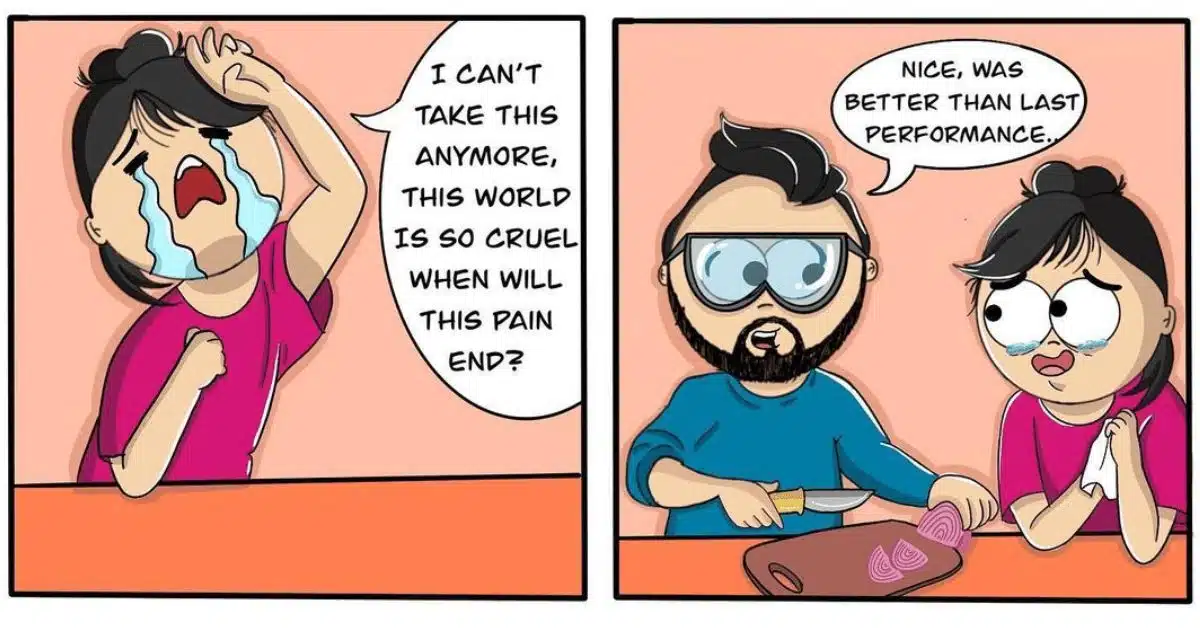 I CAN'T
TAKE THIS
ANYMORE,
THIS WORLD
IS SO CRUEL
WHEN WILL
THIS PAIN
END?
NICE, WAS
BETTER THAN LAST
PERFORMANCE..